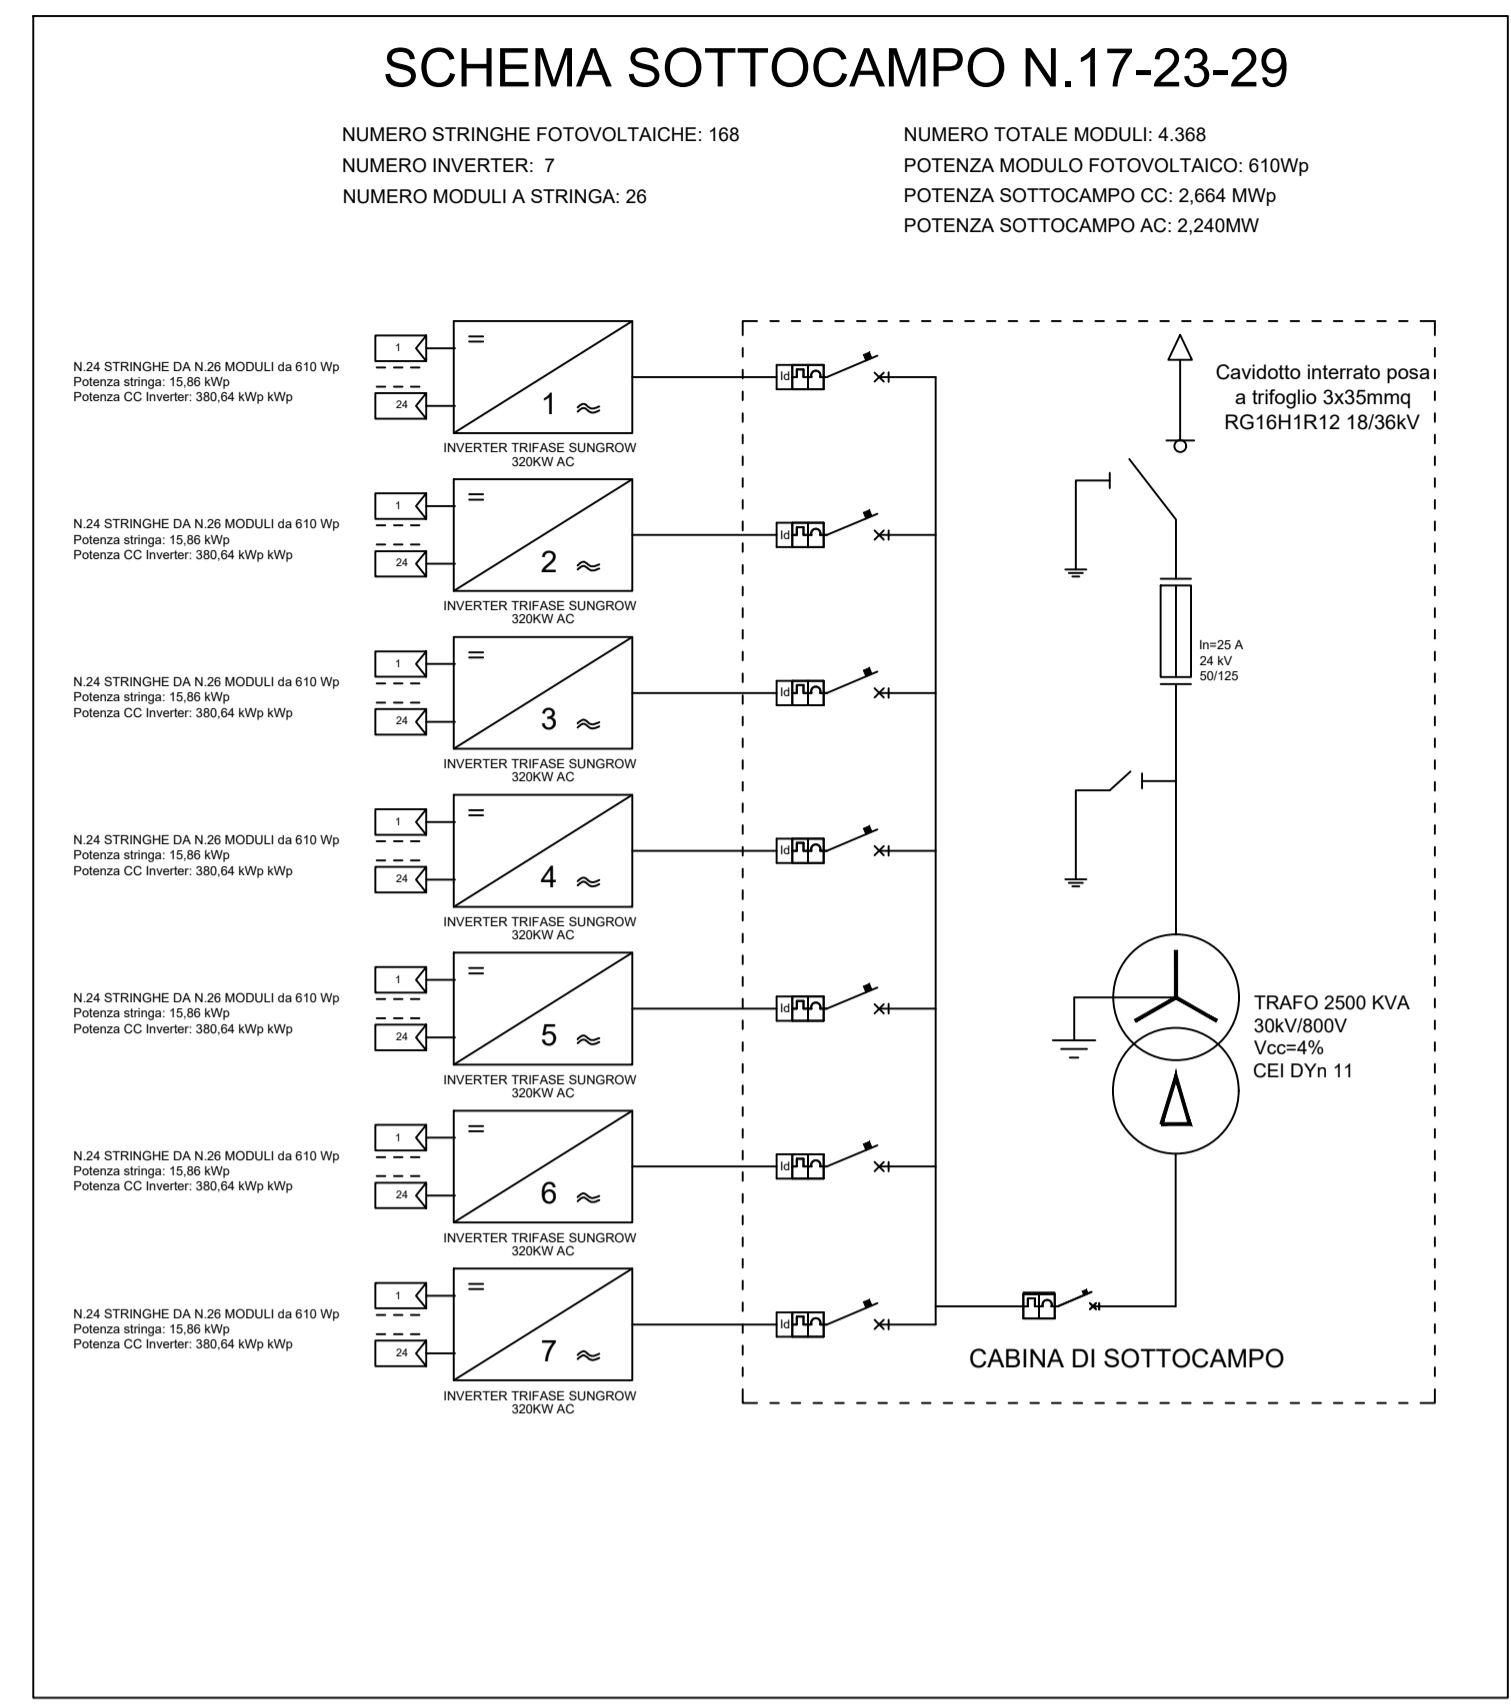 SCHEMA SOTTOCAMPO N.17-23-29
NUMERO STRINGHE FOTOVOLTAICHE: 168
NUMERO INVERTER: 7
NUMERO MODULI A STRINGA: 26
NUMERO TOTALE MODULI: 4.368
POTENZA MODULO FOTOVOLTAICO: 610Wp
POTENZA SOTTOCAMPO CC: 2,664 MWp
POTENZA SOTTOCAMPO AC: 2,240MW
N.24 STRINGHE DA N.26 MODULI da 610 Wp
Potenza stringa: 15,86 kWp
Potenza CC Inverter: 380,64 kWp kWp
1
24
=
1 ≈
INVERTER TRIFASE SUNGROW
320KW AC
Id
N.24 STRINGHE DA N.26 MODULI da 610 Wp
Potenza stringa: 15,86 kWp
Potenza CC Inverter: 380,64 kWp kWp
1
24
=
2 ≈
INVERTER TRIFASE SUNGROW
320KW AC
Id
N.24 STRINGHE DA N.26 MODULI da 610 Wp
Potenza stringa: 15,86 kWp
Potenza CC Inverter: 380,64 kWp kWp
1
24
=
3 ≈
INVERTER TRIFASE SUNGROW
320KW AC
Id
N.24 STRINGHE DA N.26 MODULI da 610 Wp
Potenza stringa: 15,86 kWp
Potenza CC Inverter: 380,64 kWp kWp
1
24
=
4 ≈
INVERTER TRIFASE SUNGROW
320KW AC
Id
N.24 STRINGHE DA N.26 MODULI da 610 Wp
Potenza stringa: 15,86 kWp
Potenza CC Inverter: 380,64 kWp kWp
1
24
=
5 ≈
INVERTER TRIFASE SUNGROW
320KW AC
Id
N.24 STRINGHE DA N.26 MODULI da 610 Wp
Potenza stringa: 15,86 kWp
Potenza CC Inverter: 380,64 kWp kWp
1
24
=
6 ≈
INVERTER TRIFASE SUNGROW
320KW AC
Id
N.24 STRINGHE DA N.26 MODULI da 610 Wp
Potenza stringa: 15,86 kWp
Potenza CC Inverter: 380,64 kWp kWp
1
24
=
7 ≈
INVERTER TRIFASE SUNGROW
320KW AC
Id
Cavidotto interrato posa
a trifoglio 3x35mmq
RG16H1R12 18/36kV
In=25 A
24 kV
50/125
TRAFO 2500 KVA
30kV/800V
Vcc=4%
CEI DYn 11
CABINA DI SOTTOCAMPO